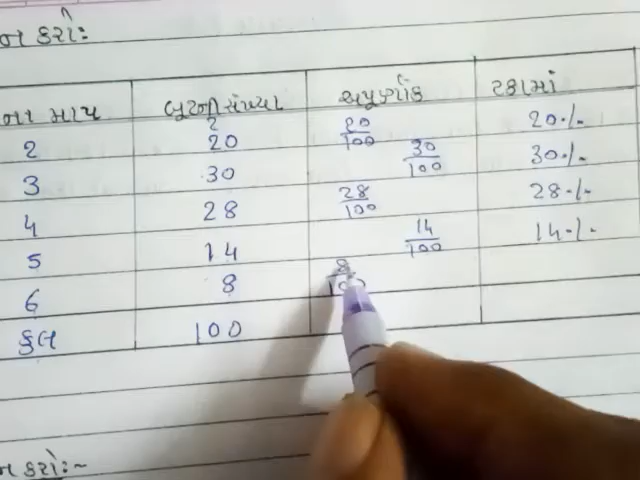 ન કરો:
ના માપ બૂટની સંખ્યા અપૂર્ણાંક ટકામાં
2 20 20/100 20%
3 30 30/100 30%
4 28 28/100 28%
5 14 14/100 14%
6 8 8/100
કુલ 100
ન કરો:~